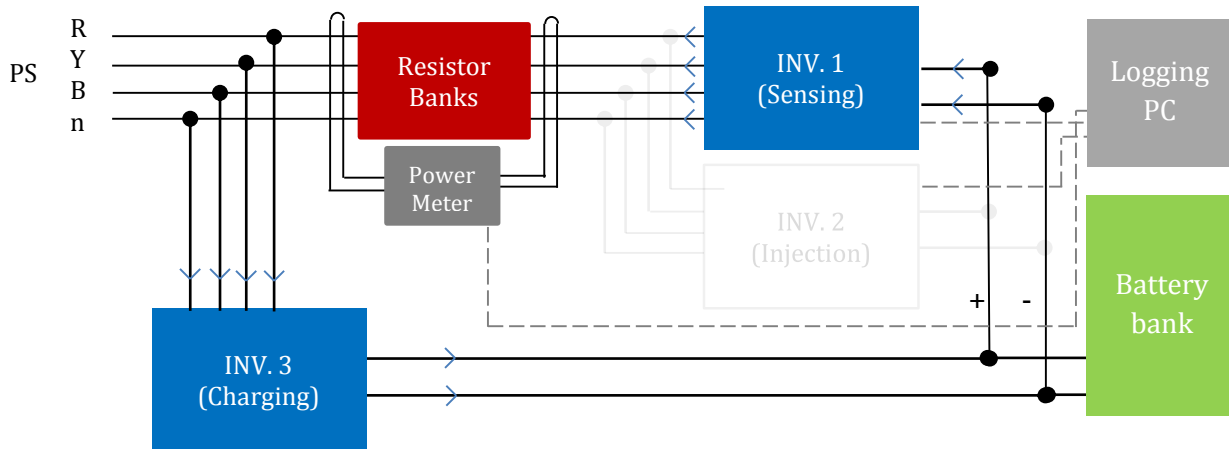 PS
R
Y
B
n
Resistor
Banks
Power
Meter
INV. 1
(Sensing)
INV. 2
(Injection)
Logging
PC
Battery
bank
+ -
INV. 3
(Charging)